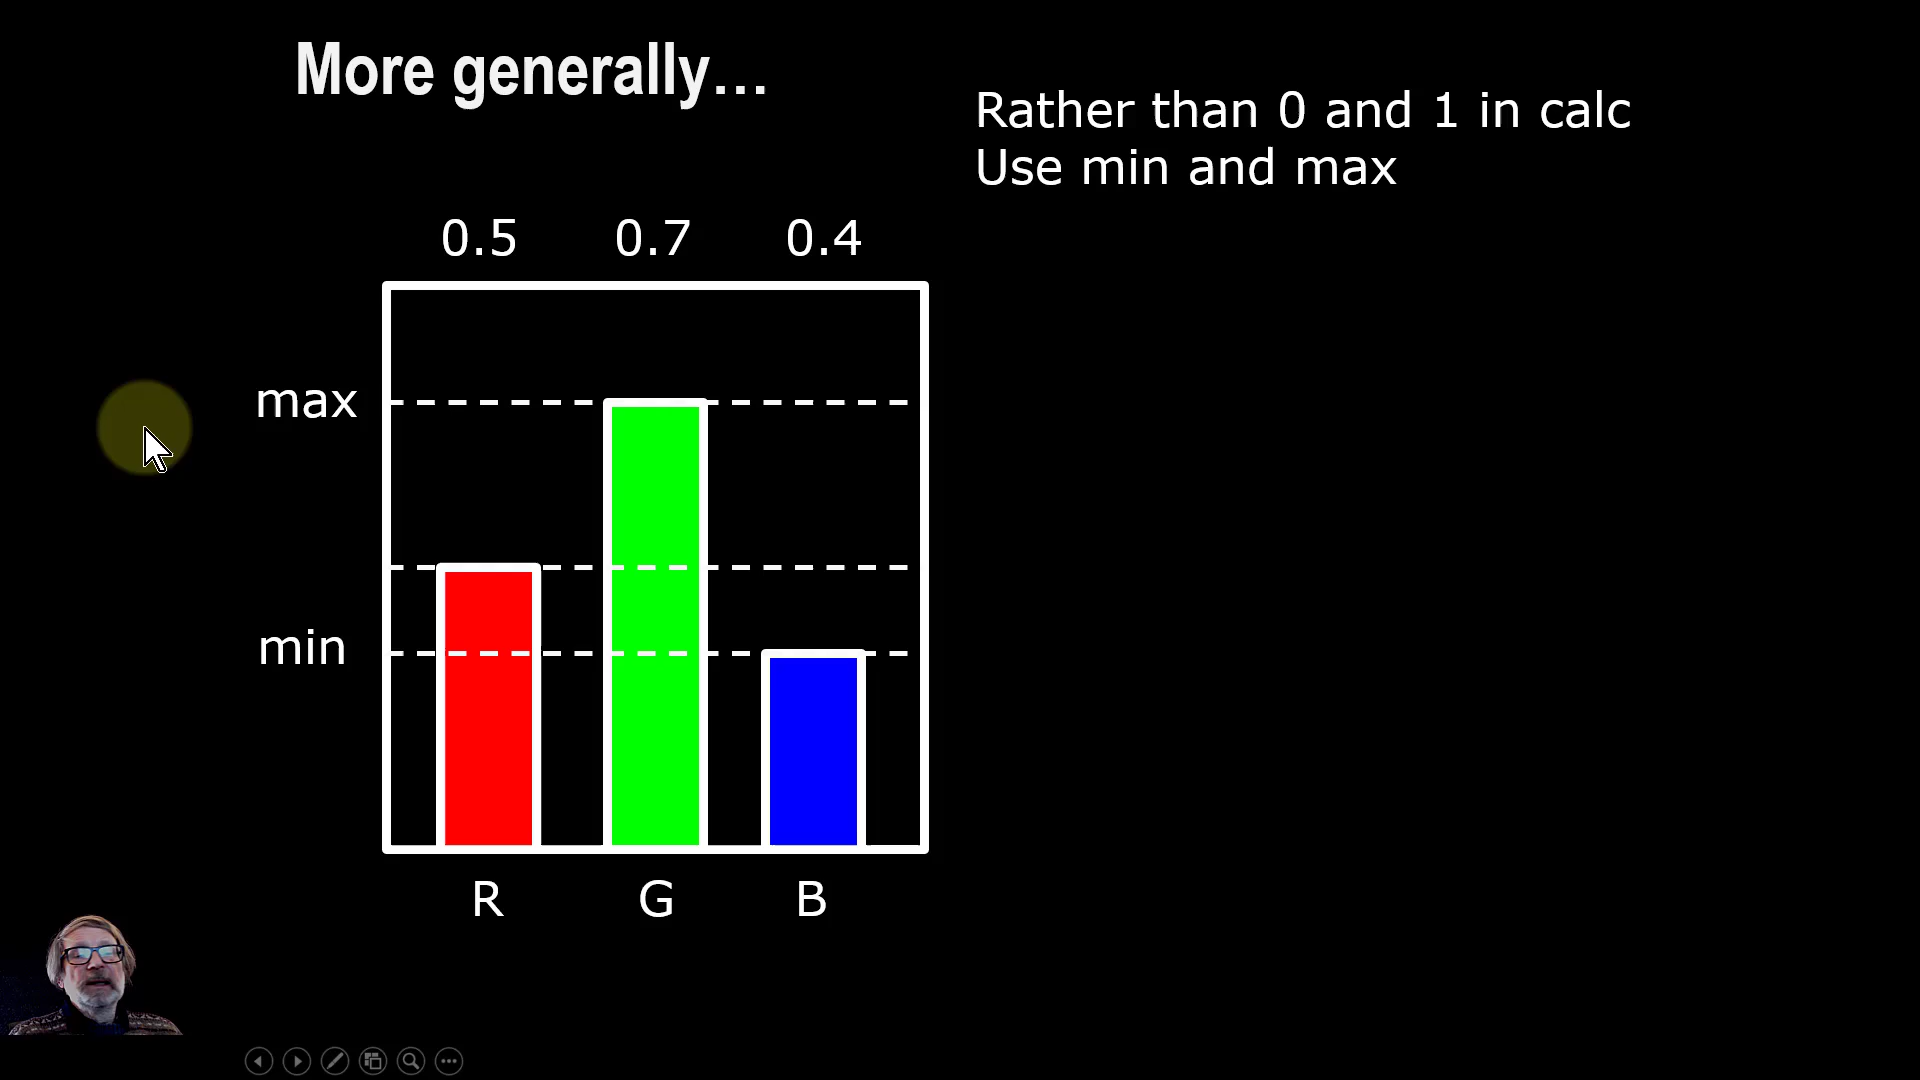 More generally...
Rather than 0 and 1 in calc
Use min and max
0.5 0.7 0.4
max
min
R G B